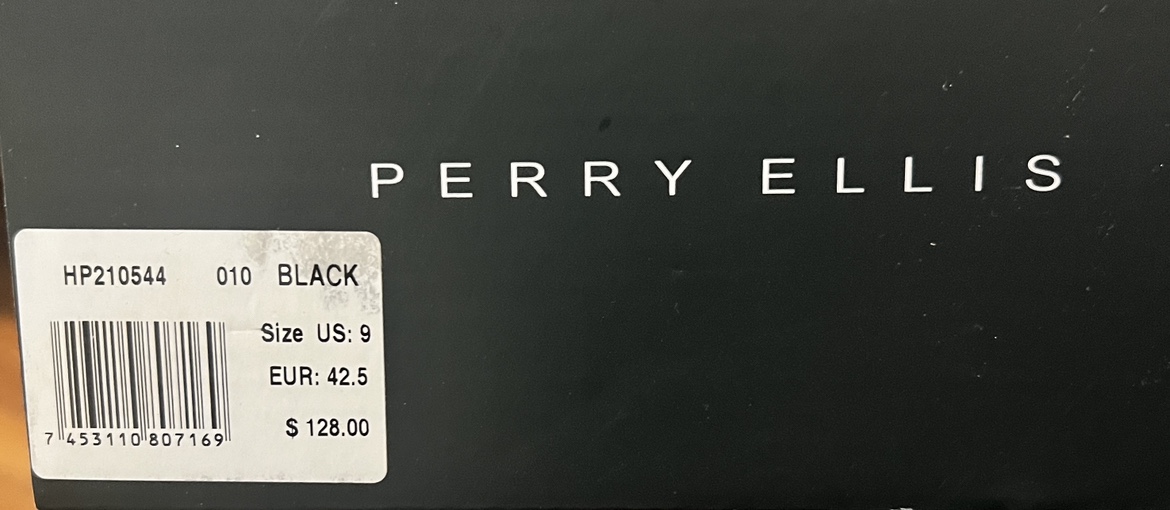 PERRY ELLIS
HP210544 010 BLACK
Size US: 9
EUR: 42.5
$ 128.00
7 453110 807169